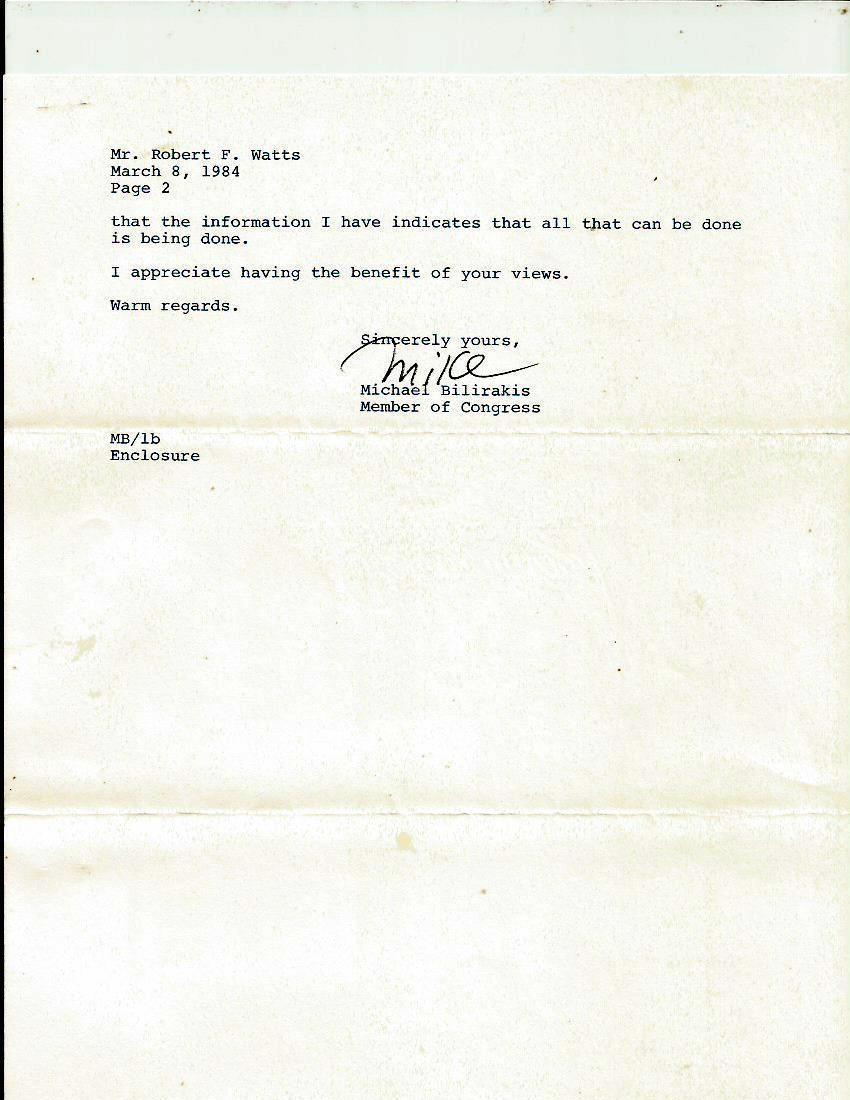 Mr. Robert F. Watts
March 8, 1984
Page 2
that the information I have indicates that all that can be done
is being done.
I appreciate having the benefit of your views.
Warm regards.
Sincerely yours,
Mike
Michael Bilirakis
Member of Congress
MB/lb
Enclosure